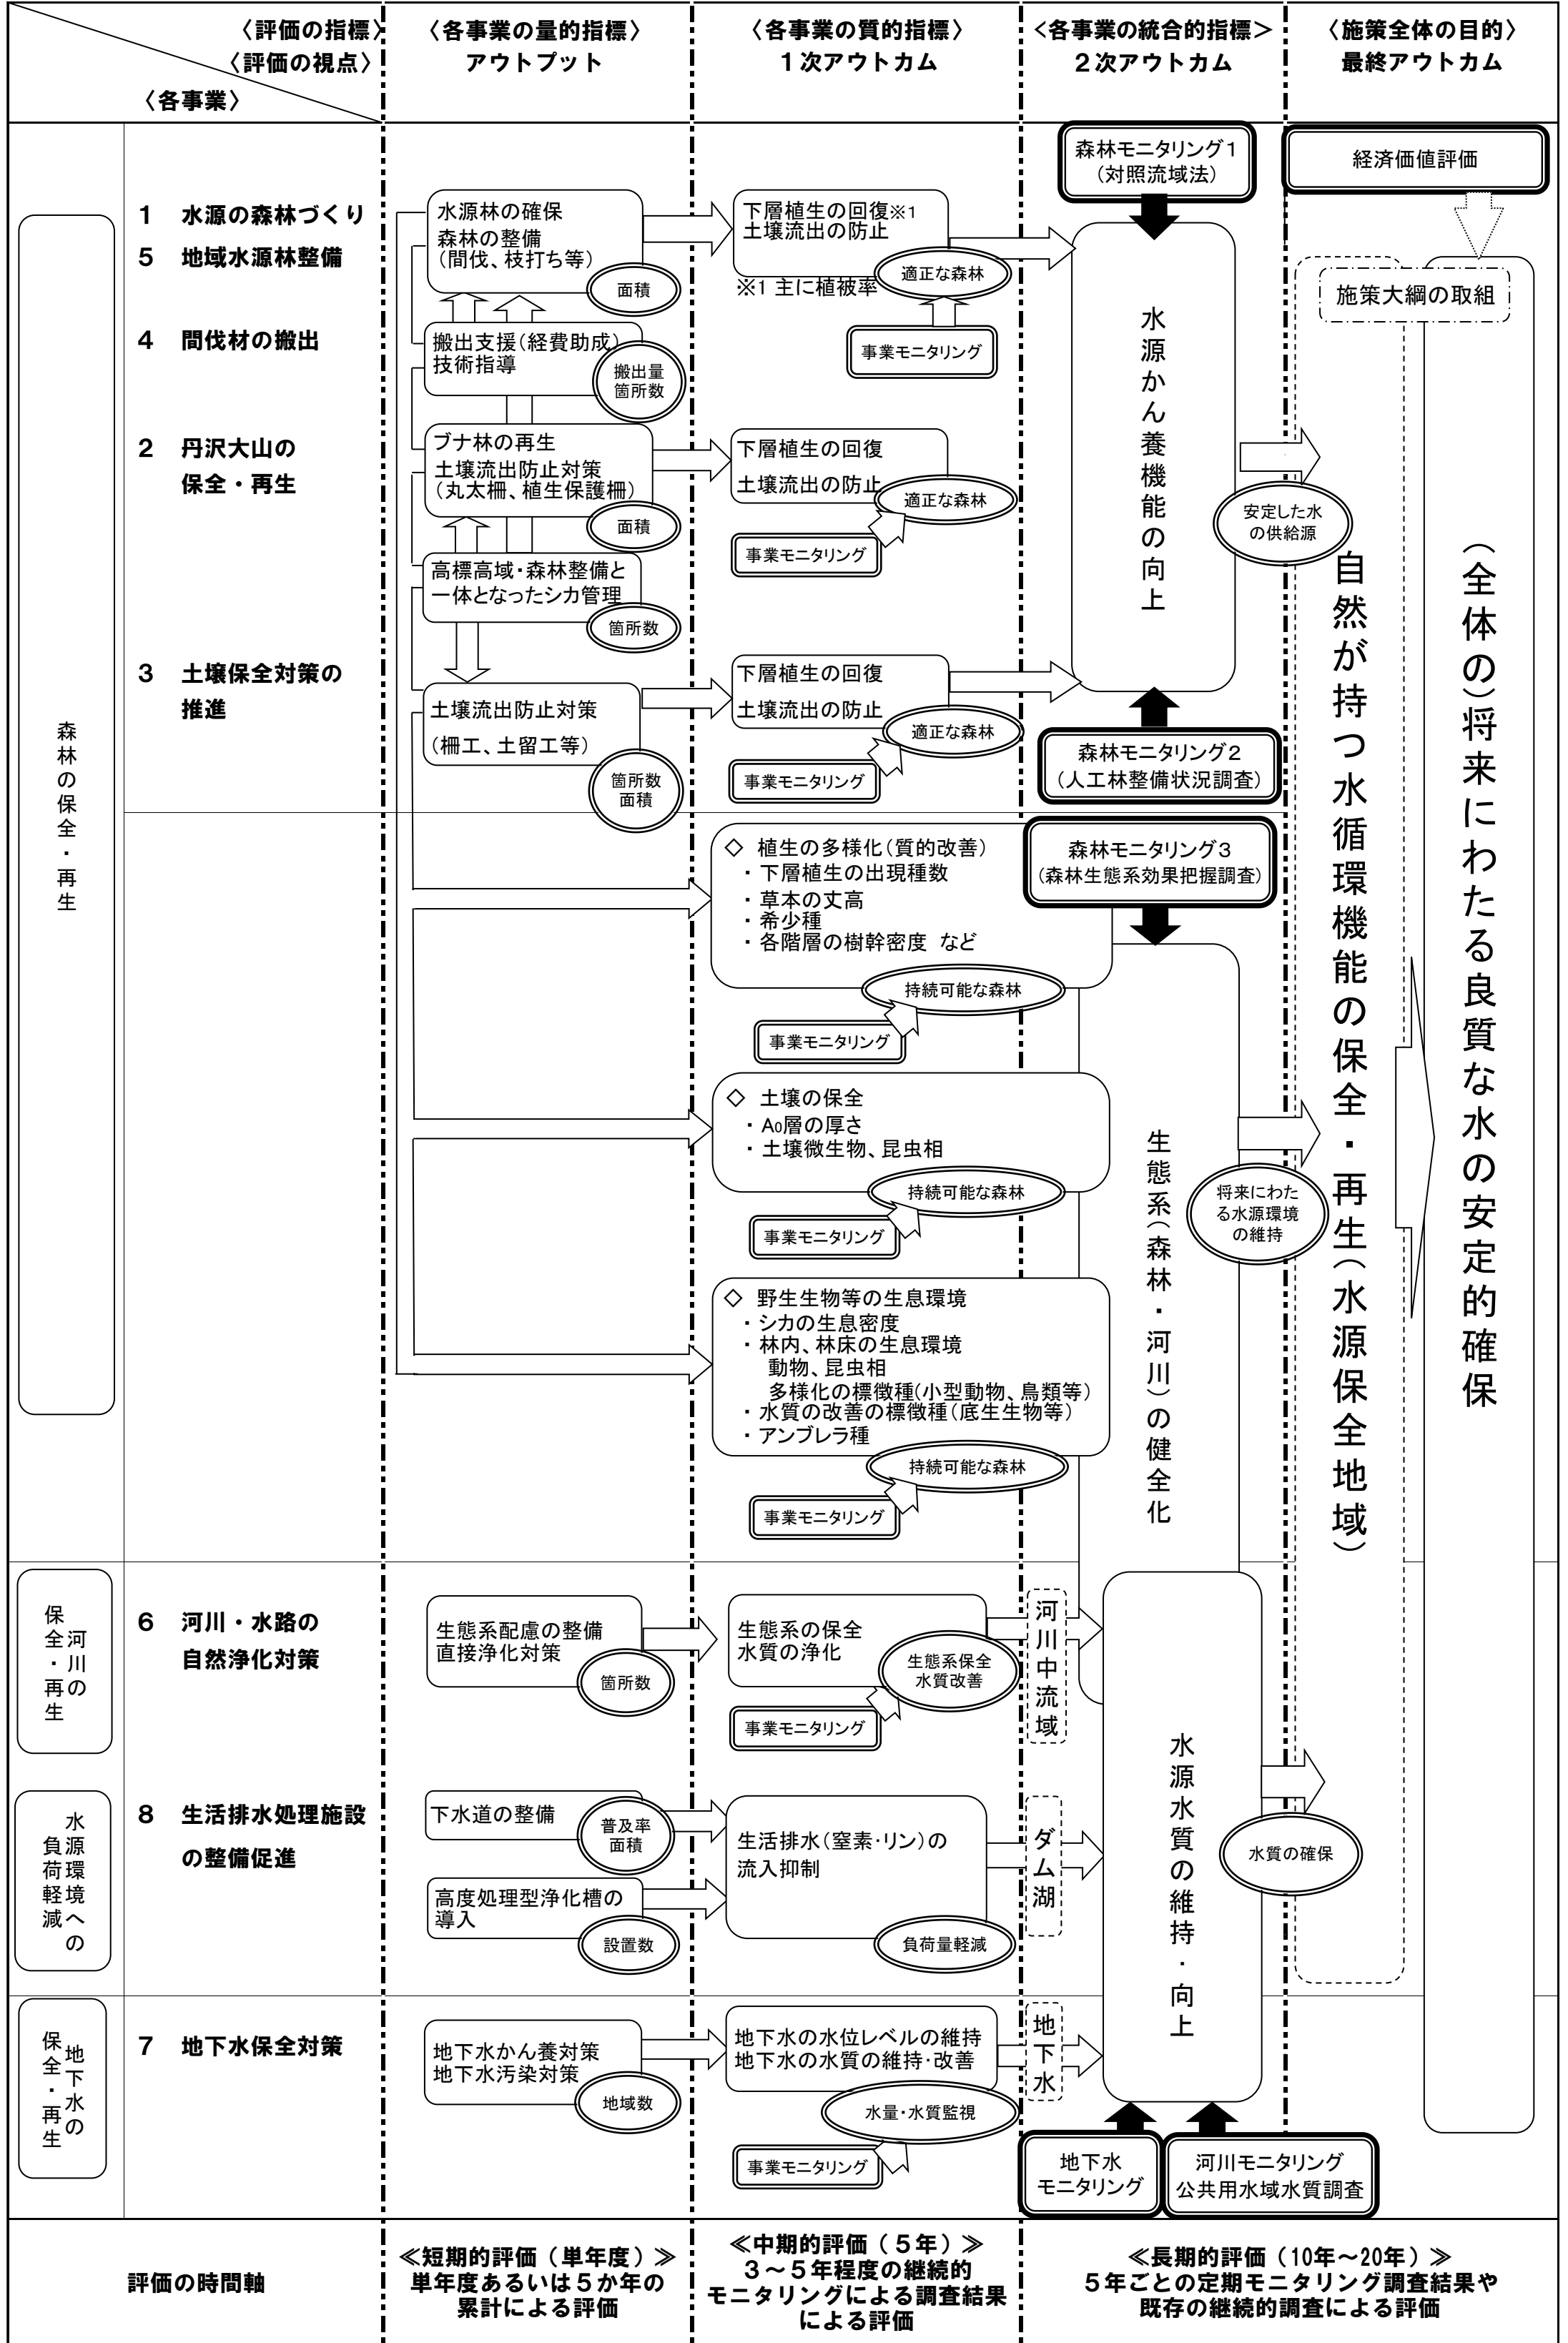 〈評価の指標〉
〈評価の視点〉
〈各事業〉
〈各事業の量的指標〉
アウトプット
〈各事業の質的指標〉
１次アウトカム
<各事業の統合的指標>
２次アウトカム
〈施策全体の目的〉
最終アウトカム
森林の保全・再生
1 水源の森林づくり
5 地域水源林整備
4 間伐材の搬出
2 丹沢大山の
保全・再生
3 土壌保全対策の
推進
水源林の確保
森林の整備
（間伐、枝打ち等）
面積
搬出支援（経費助成）
技術指導
搬出量
箇所数
ブナ林の再生
土壌流出防止対策
（丸太柵、植生保護柵）
面積
高標高域・森林整備と
一体となったシカ管理
箇所数
土壌流出防止対策
（柵工、土留工等）
箇所数
面積
下層植生の回復※1
土壌流出の防止
適正な森林
※1 主に植被率
事業モニタリング
下層植生の回復
土壌流出の防止
適正な森林
事業モニタリング
下層植生の回復
土壌流出の防止
適正な森林
事業モニタリング
◇ 植生の多様化（質的改善）
・下層植生の出現種数
・草本の丈高
・希少種
・各階層の樹幹密度 など
持続可能な森林
事業モニタリング
◇ 土壌の保全
・A0層の厚さ
・土壌微生物、昆虫相
持続可能な森林
事業モニタリング
◇ 野生生物等の生息環境
・シカの生息密度
・林内、林床の生息環境
動物、昆虫相
多様化の標徴種（小型動物、鳥類等）
・水質の改善の標徴種（底生生物等）
・アンブレラ種
持続可能な森林
事業モニタリング
森林モニタリング１
（対照流域法）
水源かん養機能の向上
安定した水
の供給源
森林モニタリング２
（人工林整備状況調査）
森林モニタリング３
（森林生態系効果把握調査）
生態系（森林・河川）の健全化
将来にわた
る水源環境
の維持
経済価値評価
施策大綱の取組
自然が持つ水循環機能の保全・再生（水源保全地域）
（全体の）将来にわたる良質な水の安定的確保
河川の
保全・再生
6 河川・水路の
自然浄化対策
生態系配慮の整備
直接浄化対策
箇所数
生態系の保全
水質の浄化
生態系保全
水質改善
事業モニタリング
河川中流域
水源環境への
負荷軽減
8 生活排水処理施設
の整備促進
下水道の整備
普及率
面積
高度処理型浄化槽の
導入
設置数
生活排水（窒素･リン）の
流入抑制
負荷量軽減
ダム湖
水源水質の維持・向上
水質の確保
地下水の
保全・再生
7 地下水保全対策
地下水かん養対策
地下水汚染対策
地域数
地下水の水位レベルの維持
地下水の水質の維持･改善
水量・水質監視
事業モニタリング
地下水
地下水
モニタリング
河川モニタリング
公共用水域水質調査
評価の時間軸
≪短期的評価（単年度）≫
単年度あるいは５か年の
累計による評価
≪中期的評価（５年）≫
３～５年程度の継続的
モニタリングによる調査結果
による評価
≪長期的評価（10年～20年）≫
５年ごとの定期モニタリング調査結果や
既存の継続的調査による評価